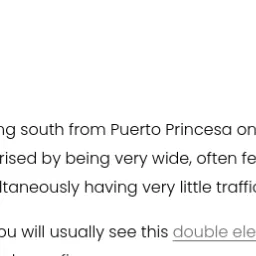 ng south from Puerto Princesa on
rised by being very wide, often fe
ltaneously having very little traffic
ou will usually see this double ele